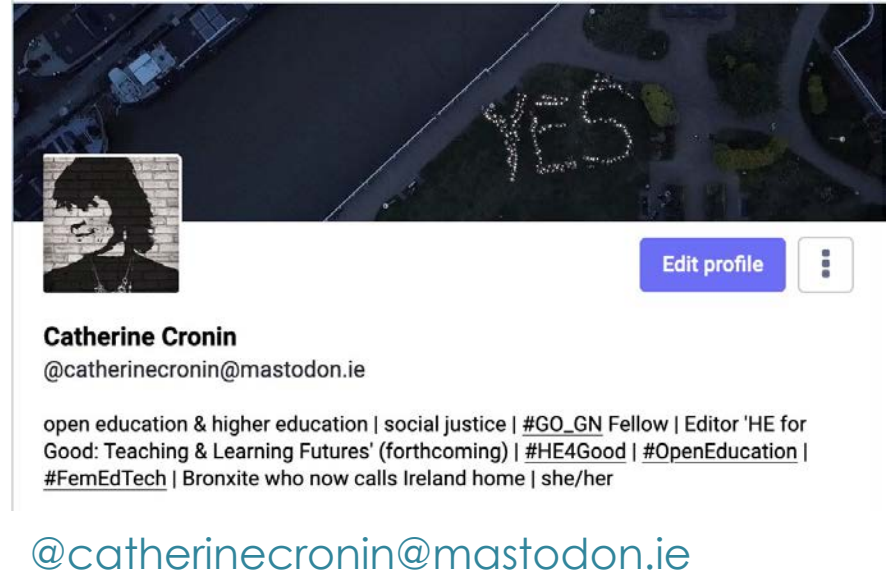 YES
Edit profile
Catherine Cronin
@catherinecronin@mastodon.ie
open education & higher education | social justice | #GO_GN Fellow | Editor 'HE for
Good: Teaching & Learning Futures' (forthcoming) | #HE4Good | #OpenEducation |
#FemEdTech | Bronxite who now calls Ireland home | she/her
@catherinecronin@mastodon.ie